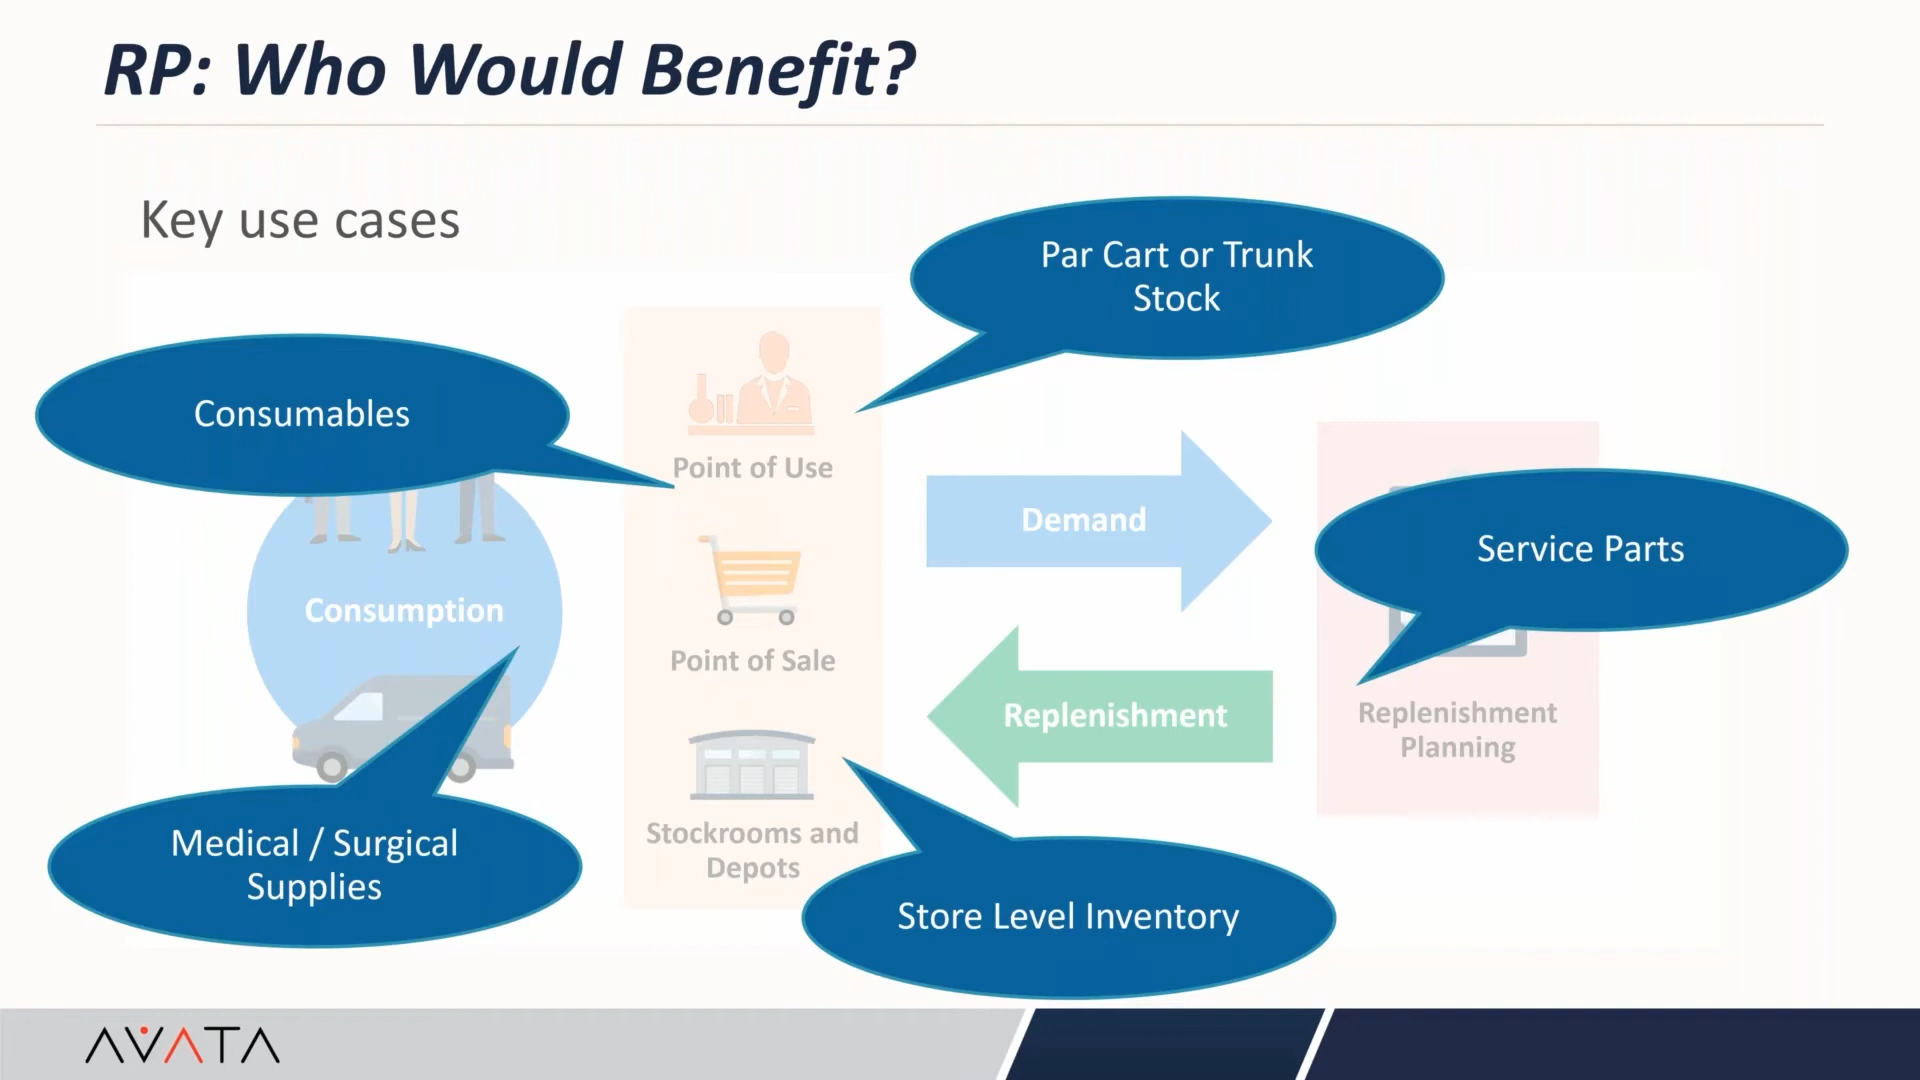 RP: Who Would Benefit?
Key use cases
Par Cart or Trunk
Stock
Consumables
Point of Use
Demand
Service Parts
Consumption
Point of Sale
Replenishment
Replenishment
Planning
Medical / Surgical
Supplies
Stockrooms and
Depots
Store Level Inventory
AVATA